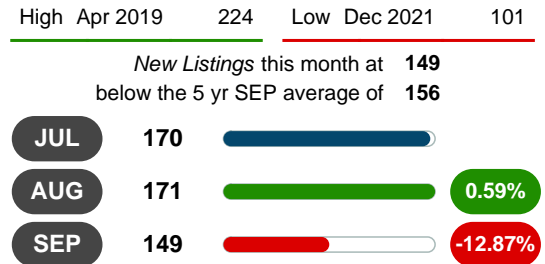 High Apr 2019 224 Low Dec 2021 101
New Listings this month at 149
below the 5 yr SEP average of 156
JUL 170
AUG 171 0.59%
SEP 149 -12.87%